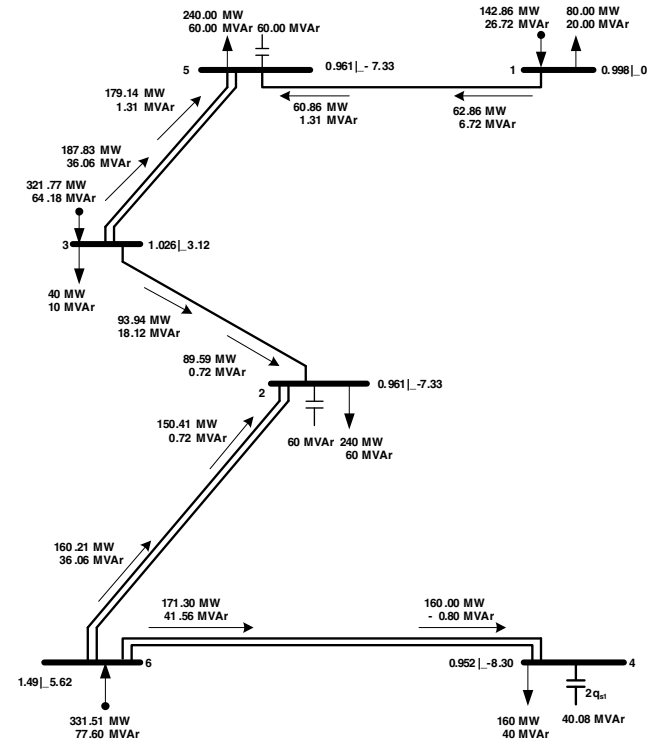 240.00 MW
60.00 MVAr
60.00 MVAr
142.86 MW
26.72 MVAr
80.00 MW
20.00 MVAr
5
0.961|_- 7.33
1
0.998|_0
179.14 MW
1.31 MVAr
60.86 MW
1.31 MVAr
62.86 MW
6.72 MVAr
187.83 MW
36.06 MVAr
321.77 MW
64.18 MVAr
3
1.026|_3.12
40 MW
10 MVAr
93.94 MW
18.12 MVAr
89.59 MW
0.72 MVAr
2
0.961|_-7.33
150.41 MW
0.72 MVAr
60 MVAr
240 MW
60 MVAr
160.21 MW
36.06 MVAr
171.30 MW
41.56 MVAr
160.00 MW
- 0.80 MVAr
6
0.952 |_-8.30
4
1.49|_5.62
2qs1
331.51 MW
77.60 MVAr
160 MW
40 MVAr
40.08 MVAr